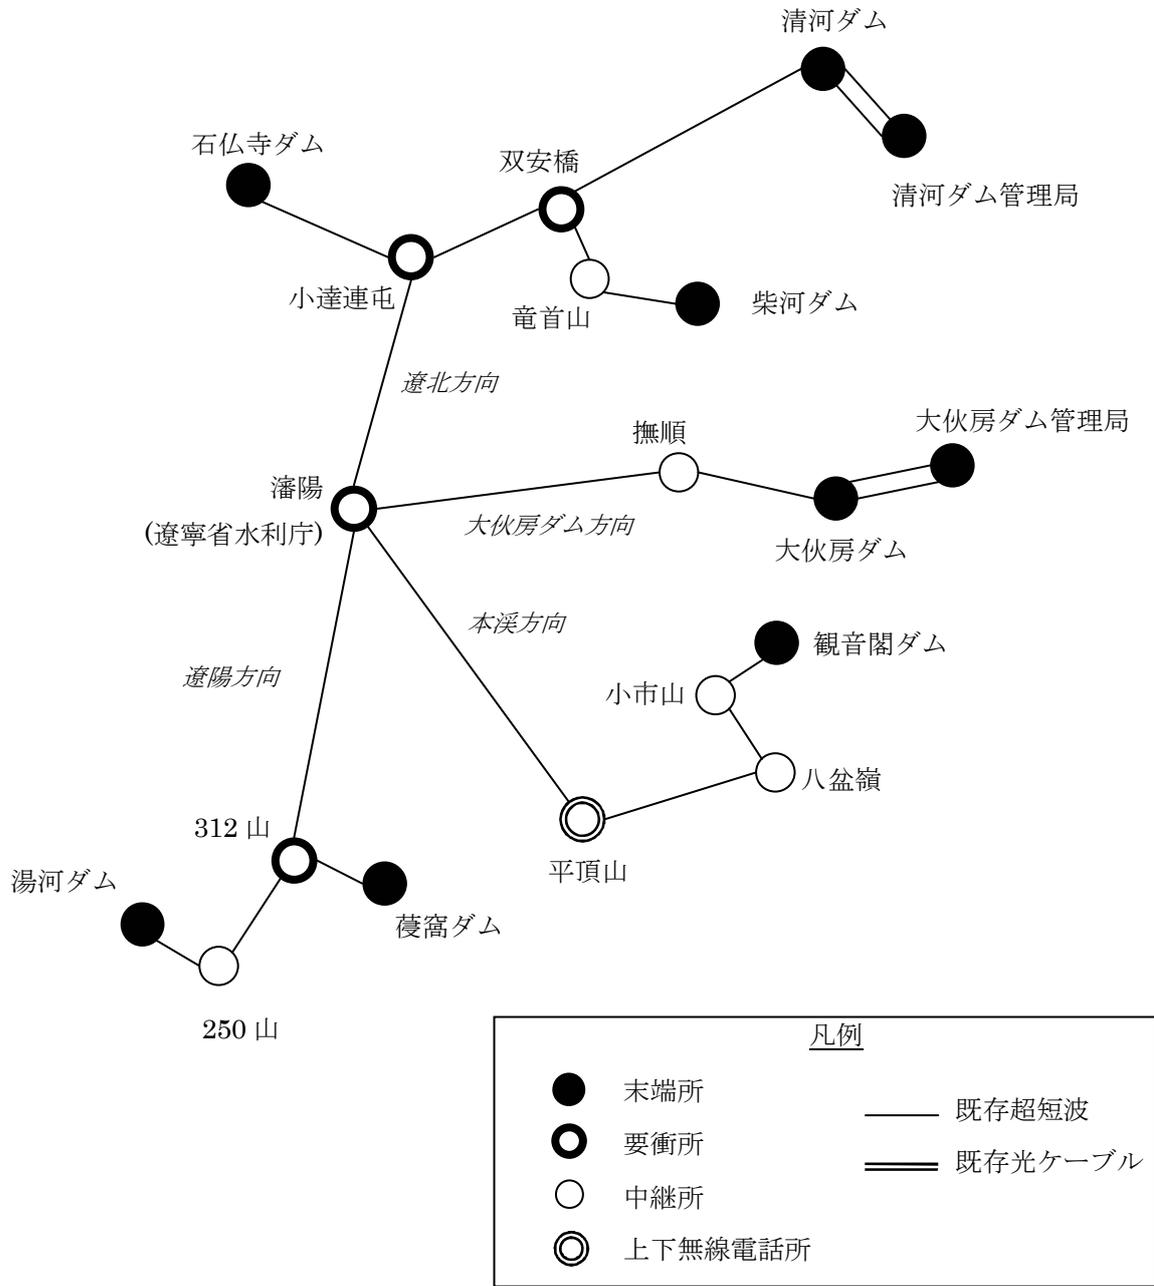 清河ダム
石仏寺ダム
双安橋
清河ダム管理局
小達連屯
竜首山
柴河ダム
遼北方向
大伙房ダム管理局
撫順
瀋陽
(遼寧省水利庁)
大伙房ダム方向
大伙房ダム
本渓方向
観音閣ダム
遼陽方向
小市山
八盆嶺
312 山
平頂山
湯河ダム
葠窩ダム
250 山
凡例
末端所
既存超短波
要衝所
既存光ケーブル
中継所
上下無線電話所